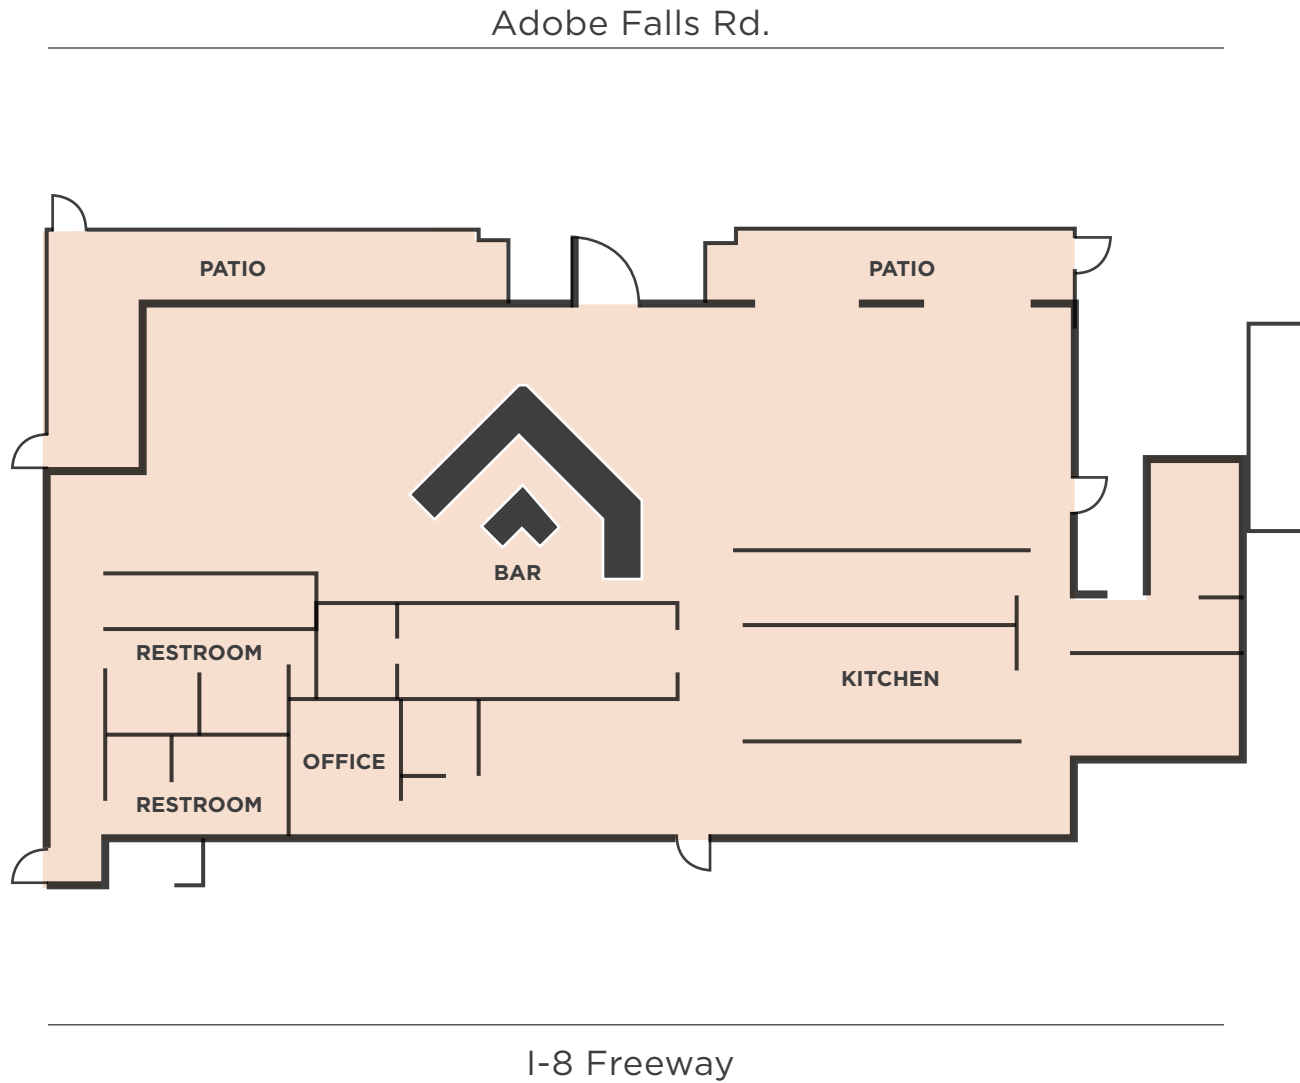 Adobe Falls Rd.
PATIO
PATIO
BAR
RESTROOM
KITCHEN
OFFICE
RESTROOM
I-8 Freeway